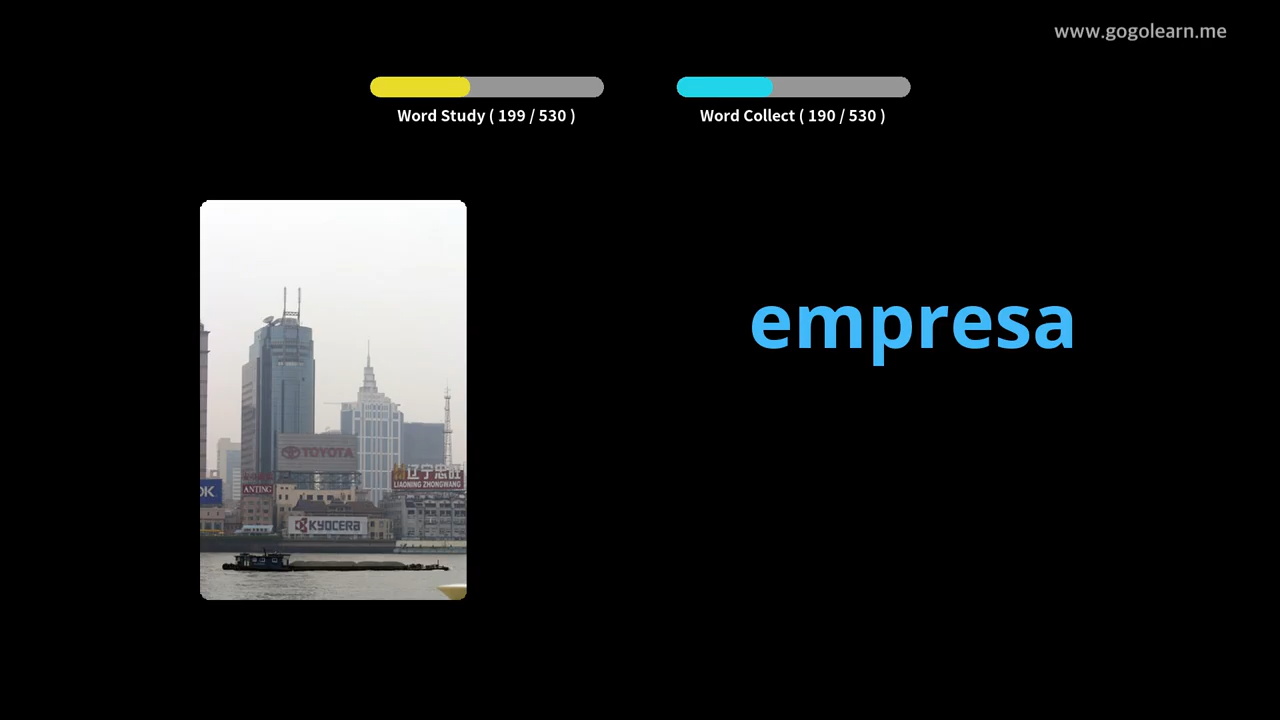 www.gogolearn.me
Word Study ( 199 / 530 )
Word Collect ( 190 / 530 )
empresa
TOYOTA
辽宁忠旺
LIAONING ZHONGWANG
ANTING
KYOCERA